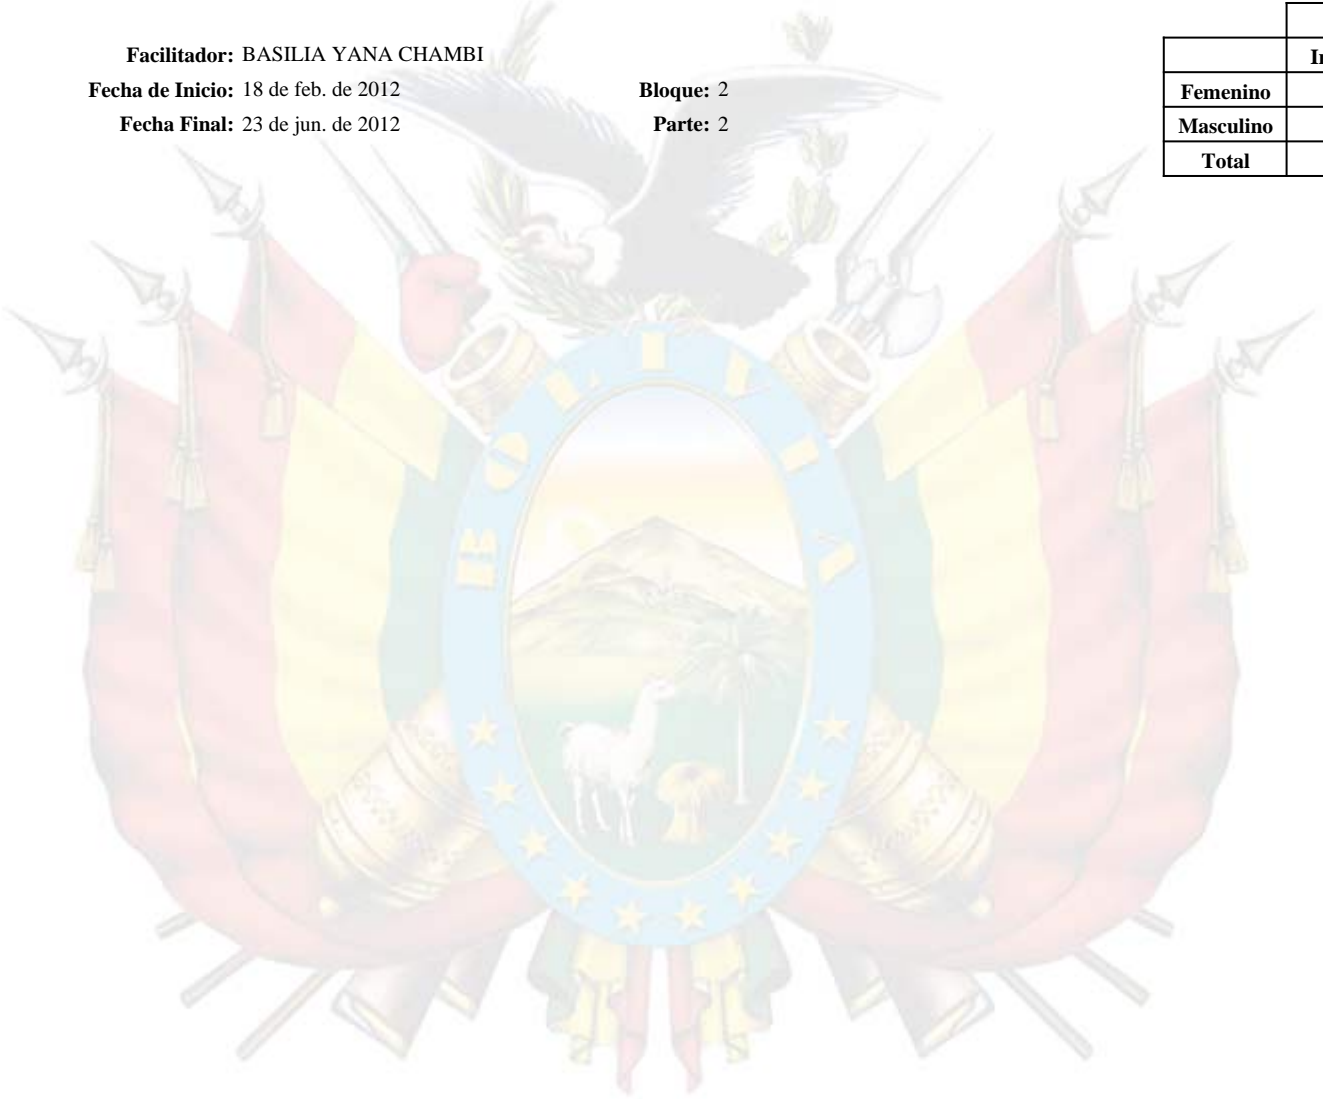 Facilitador: BASILIA YANA CHAMBI
Fecha de Inicio: 18 de feb. de 2012 Bloque: 2
Fecha Final: 23 de jun. de 2012 Parte: 2
Femenino
Masculino
Total
BOLIVIA